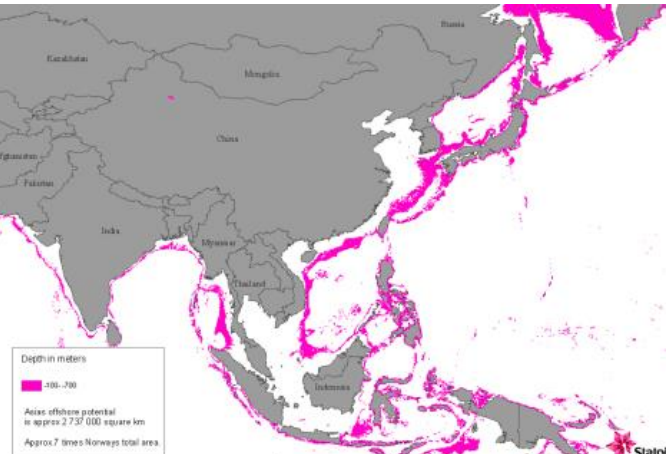 Russia
Kazakhstan
Mongolia
China
Afghanistan
Pakistan
India
Myanmar
Thailand
Indonesia
Depth in meters
-100--700
Asias offshore potential
is approx 2 737 000 square km
Approx 7 times Norways total area